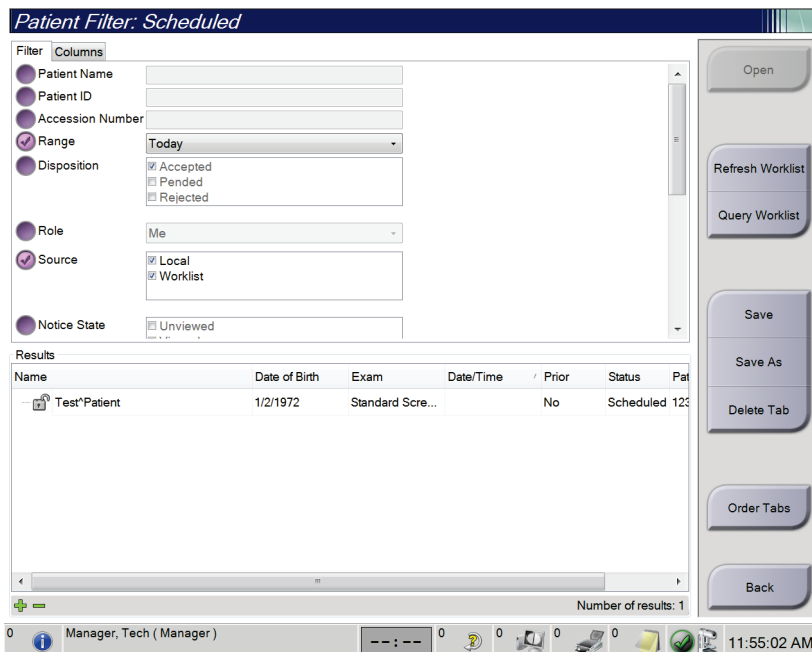 Patient Filter: Scheduled
Filter Columns
Patient Name
Patient ID
Accession Number
Range Today
Disposition Accepted
Pended
Rejected
Role Me
Source Local
Worklist
Notice State Unviewed
Results
Name Date of Birth Exam Date/Time Prior Status Pat
Test^Patient 1/2/1972 Standard Scre... No Scheduled 123
Number of results: 1
Open
Refresh Worklist
Query Worklist
Save
Save As
Delete Tab
Order Tabs
Back
0 Manager, Tech ( Manager ) --:-- 0 0 0 0 11:55:02 AM